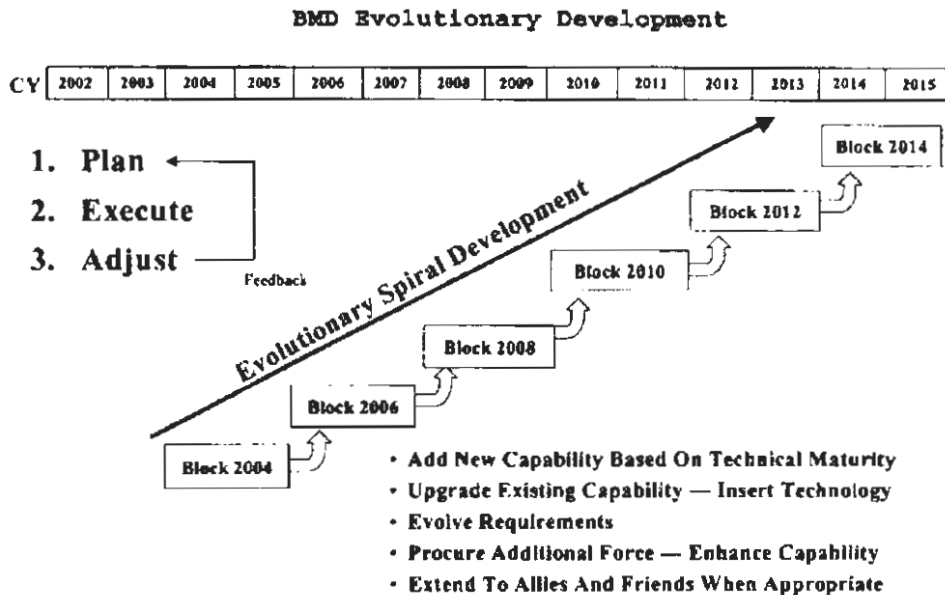 BMD Evolutionary Development
CY 2002 2003 2004 2005 2006 2007 2008 2009 2010 2011 2012 2013 2014 2015
1. Plan
2. Execute
3. Adjust
Feedback
Evolutionary Spiral Development
Block 2014
Block 2012
Block 2010
Block 2008
Block 2006
Block 2004
• Add New Capability Based On Technical Maturity
• Upgrade Existing Capability — Insert Technology
• Evolve Requirements
• Procure Additional Force — Enhance Capability
• Extend To Allies And Friends When Appropriate